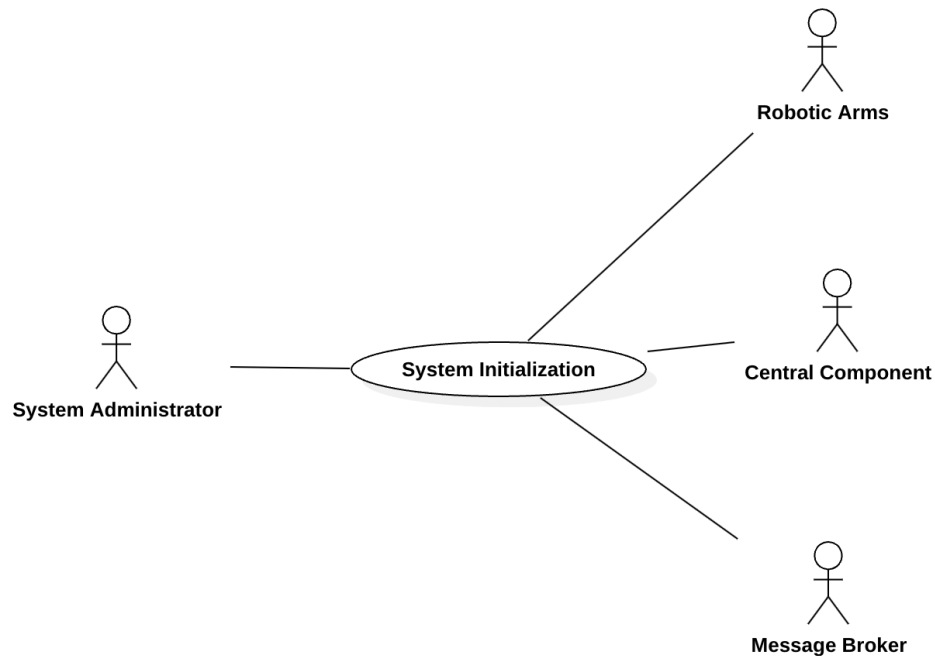 Robotic Arms
Central Component
System Initialization
System Administrator
Message Broker